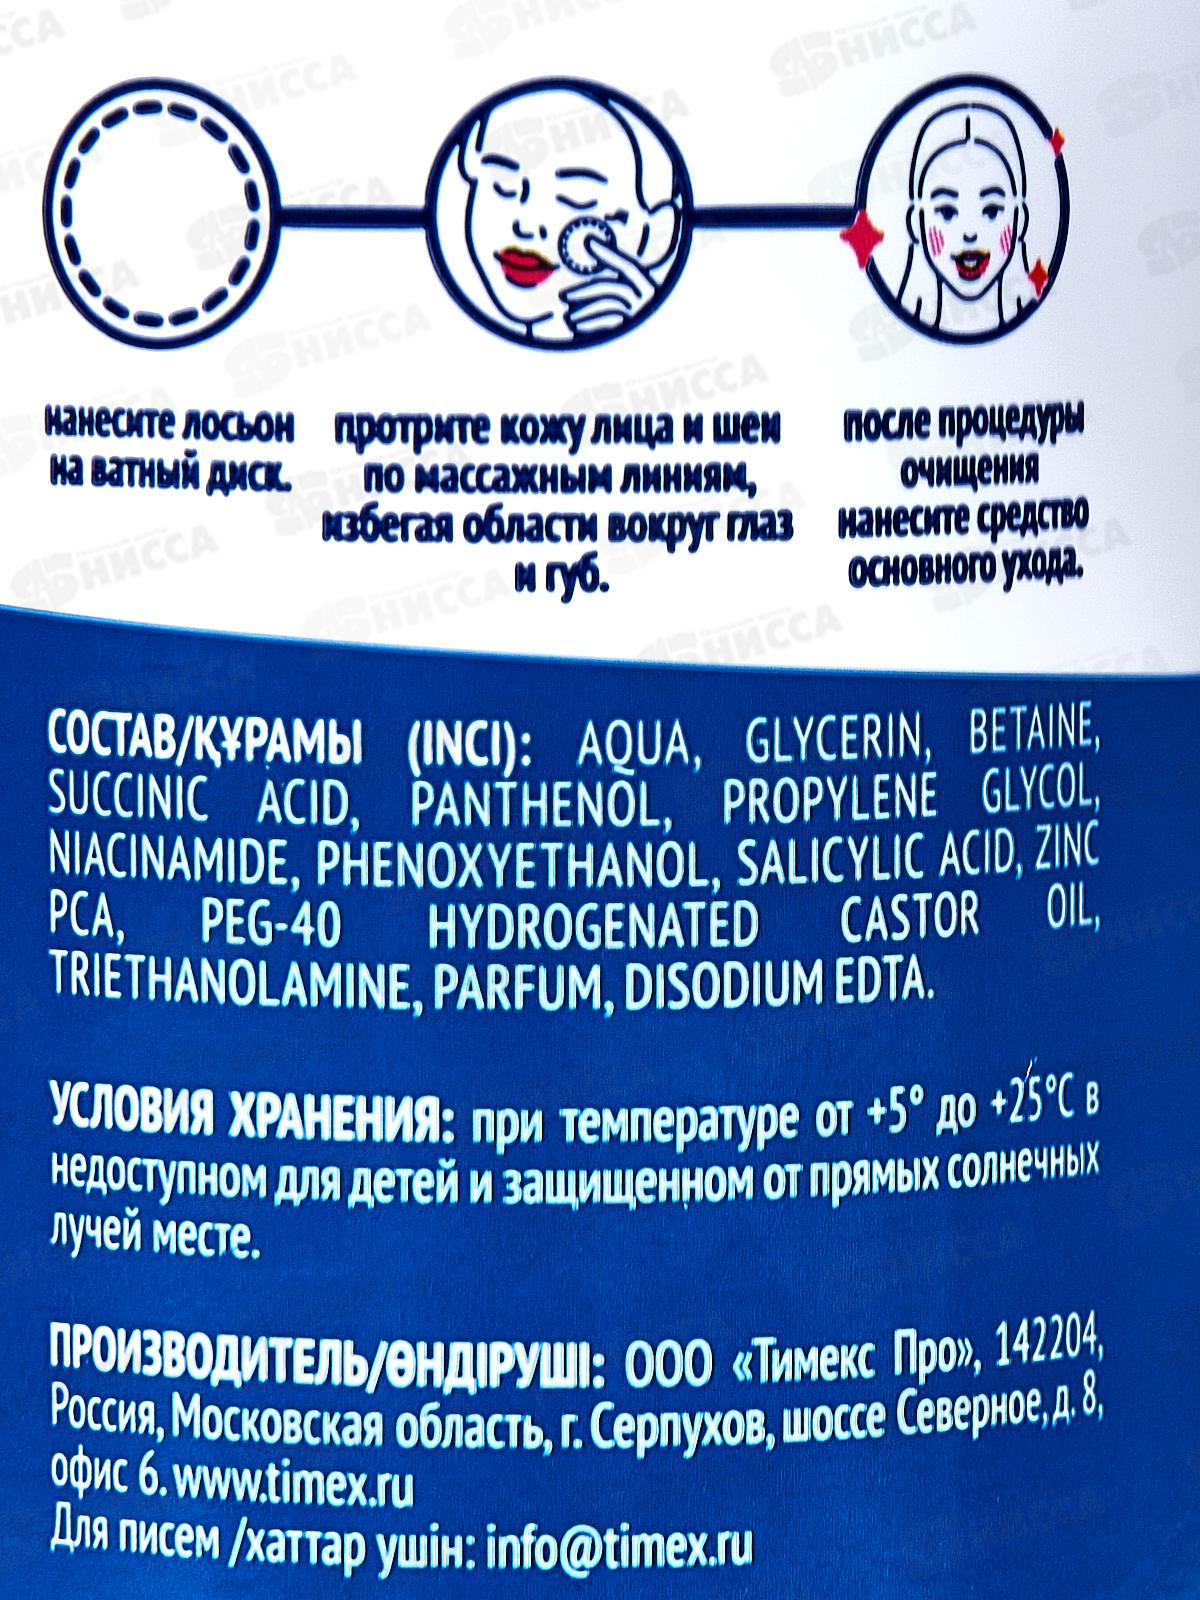 нанесите лосьон
на ватный диск.
протрите кожу лица и шеи
по массажным линиям,
избегая области вокруг глаз
и губ.
после процедуры
очищения
нанесите средство
основного ухода.
СОСТАВ/ҚҰРАМЫ (INCI): AQUA, GLYCERIN, BETAINE,
SUCCINIC ACID, PANTHENOL, PROPYLENE GLYCOL,
NIACINAMIDE, PHENOXYETHANOL, SALICYLIC ACID, ZINC
PCA, PEG-40 HYDROGENATED CASTOR OIL,
TRIETHANOLAMINE, PARFUM, DISODIUM EDTA.
УСЛОВИЯ ХРАНЕНИЯ: при температуре от +5° до +25°C в
недоступном для детей и защищенном от прямых солнечных
лучей месте.
ПРОИЗВОДИТЕЛЬ/ӨНДІРУШІ: ООО «Тимекс Про», 142204,
Россия, Московская область, г. Серпухов, шоссе Северное, д. 8,
офис 6. www.timex.ru
Для писем /хаттар үшін: info@timex.ru